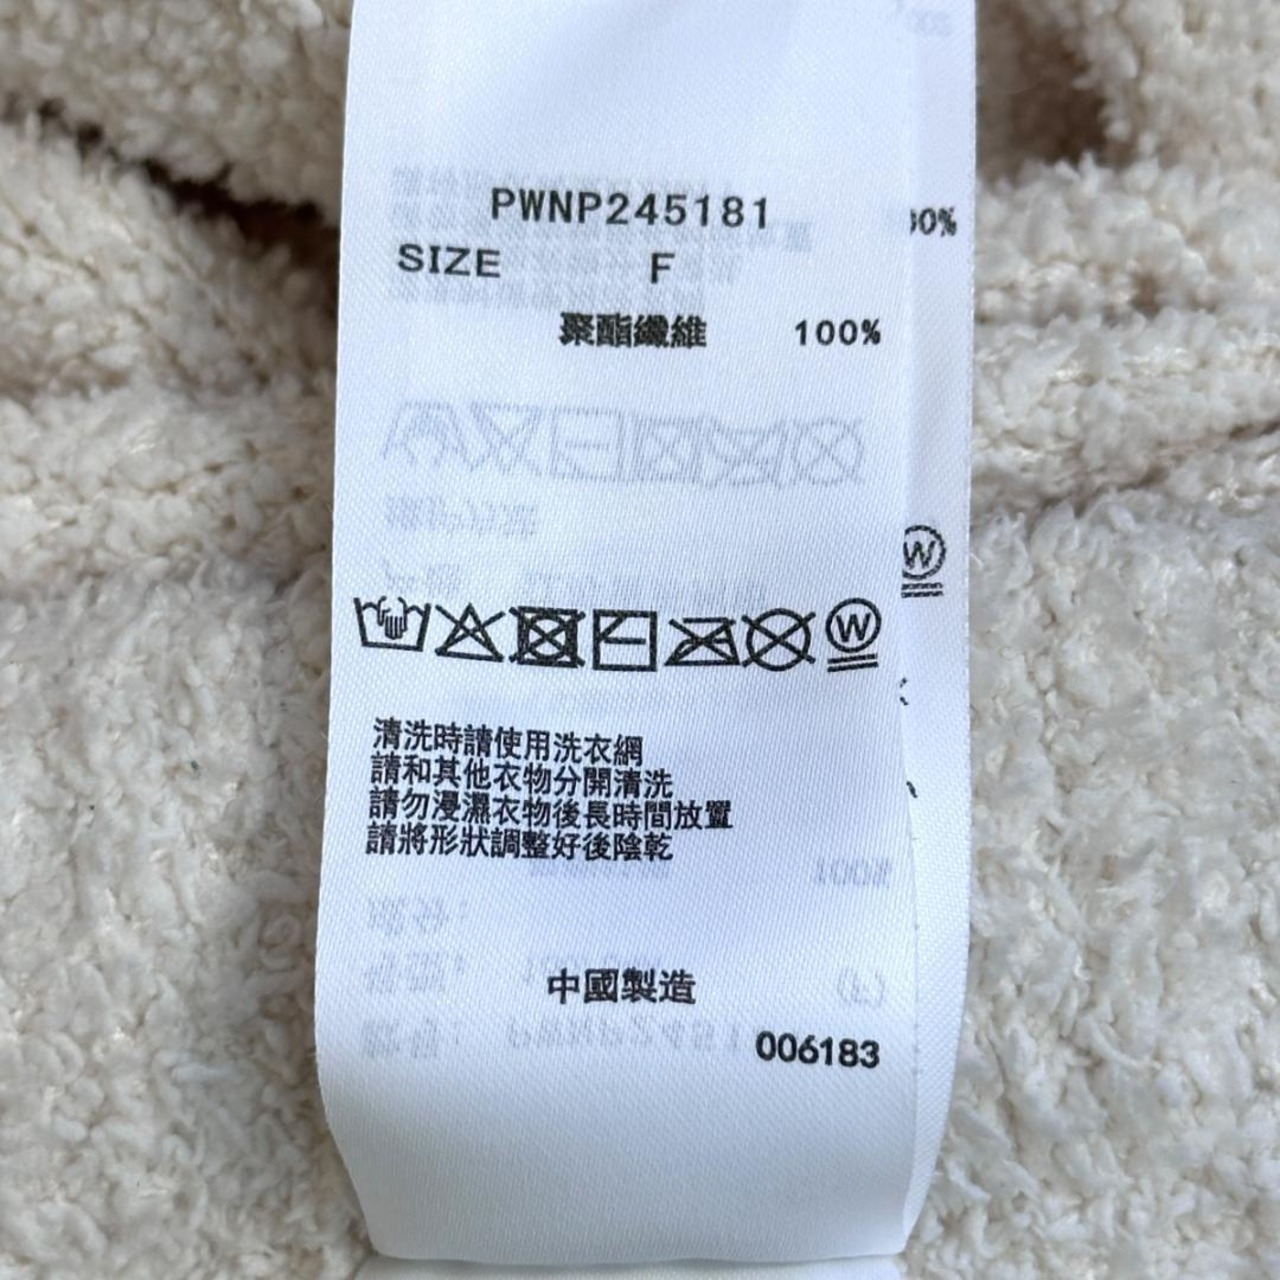 PWNP245181
SIZE F
聚酯纖維 100%
W
清洗時請使用洗衣網
請和其他衣物分開清洗
請勿浸濕衣物後長時間放置
請將形狀調整好後陰乾
中國製造
006183
0%
W